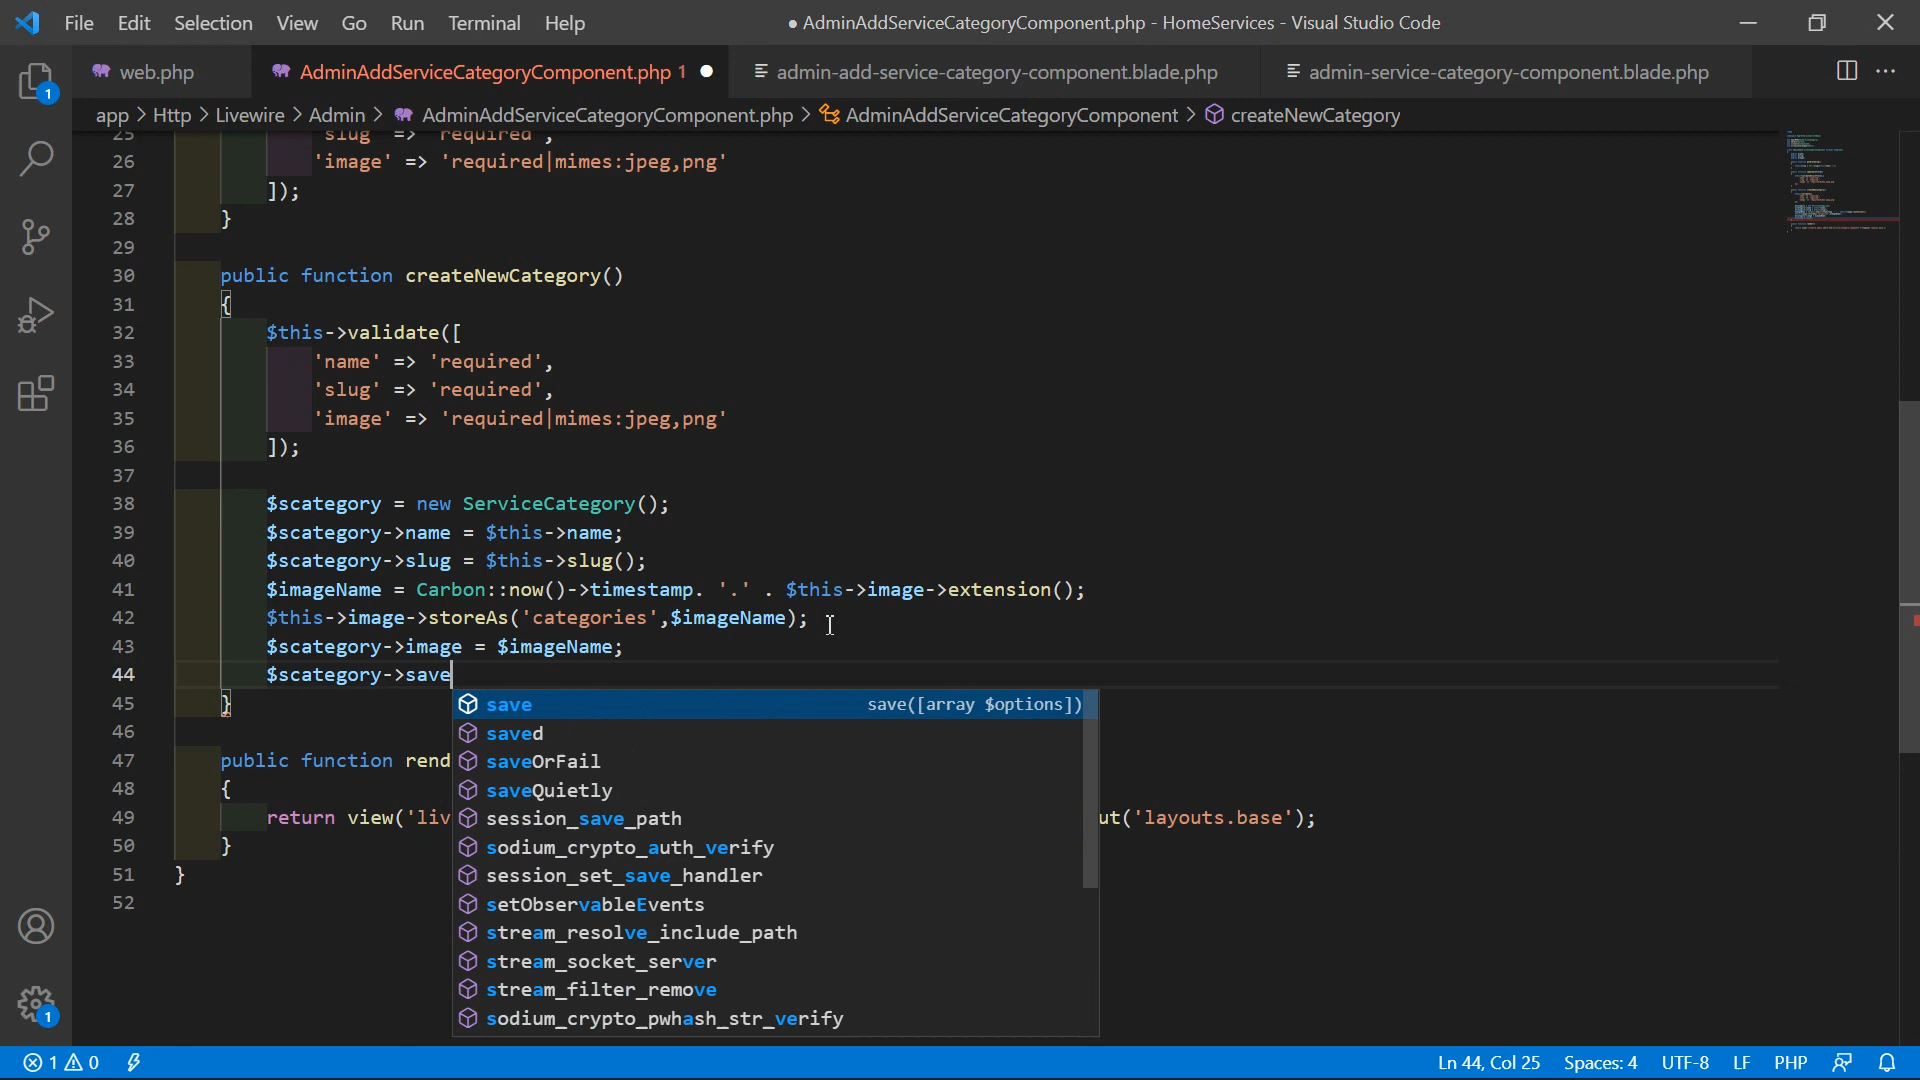 File Edit Selection View Go Run Terminal Help ● AdminAddServiceCategoryComponent.php - HomeServices - Visual Studio Code
web.php AdminAddServiceCategoryComponent.php 1 admin-add-service-category-component.blade.php admin-service-category-component.blade.php
app > Http > Livewire > Admin > AdminAddServiceCategoryComponent.php > AdminAddServiceCategoryComponent > createNewCategory
25 'slug' => 'required',
26 'image' => 'required|mimes:jpeg,png'
27 ]);
28 }
29
30 public function createNewCategory()
31 {
32 $this->validate([
33 'name' => 'required',
34 'slug' => 'required',
35 'image' => 'required|mimes:jpeg,png'
36 ]);
37
38 $scategory = new ServiceCategory();
39 $scategory->name = $this->name;
40 $scategory->slug = $this->slug();
41 $imageName = Carbon::now()->timestamp. '.' . $this->image->extension();
42 $this->image->storeAs('categories',$imageName);
43 $scategory->image = $imageName;
44 $scategory->save
45 }
save save([array $options])
46
saved
47 public function rend
saveOrFail
48 {
saveQuietly
49 return view('liv
session_save_path
ut('layouts.base');
50 }
sodium_crypto_auth_verify
51 }
session_set_save_handler
52
setObservableEvents
stream_resolve_include_path
stream_socket_server
stream_filter_remove
sodium_crypto_pwhash_str_verify
1
1
1 0 Ln 44, Col 25 Spaces: 4 UTF-8 LF PHP